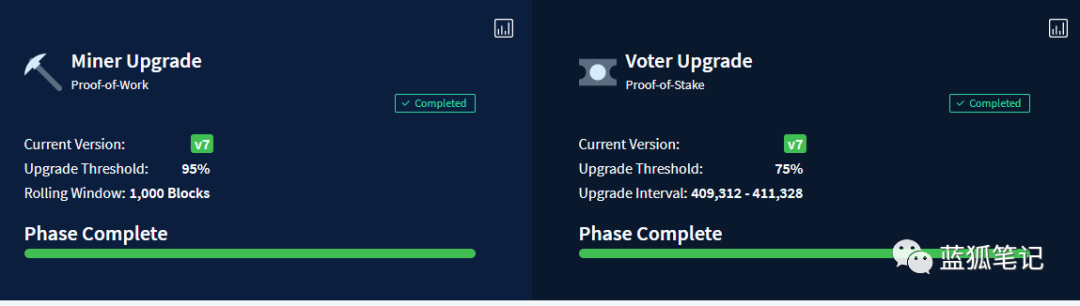 Miner Upgrade
Proof-of-Work
Completed
Current Version: v7
Upgrade Threshold: 95%
Rolling Window: 1,000 Blocks
Phase Complete
Voter Upgrade
Proof-of-Stake
Completed
Current Version: v7
Upgrade Threshold: 75%
Upgrade Interval: 409,312 - 411,328
Phase Complete
蓝狐笔记